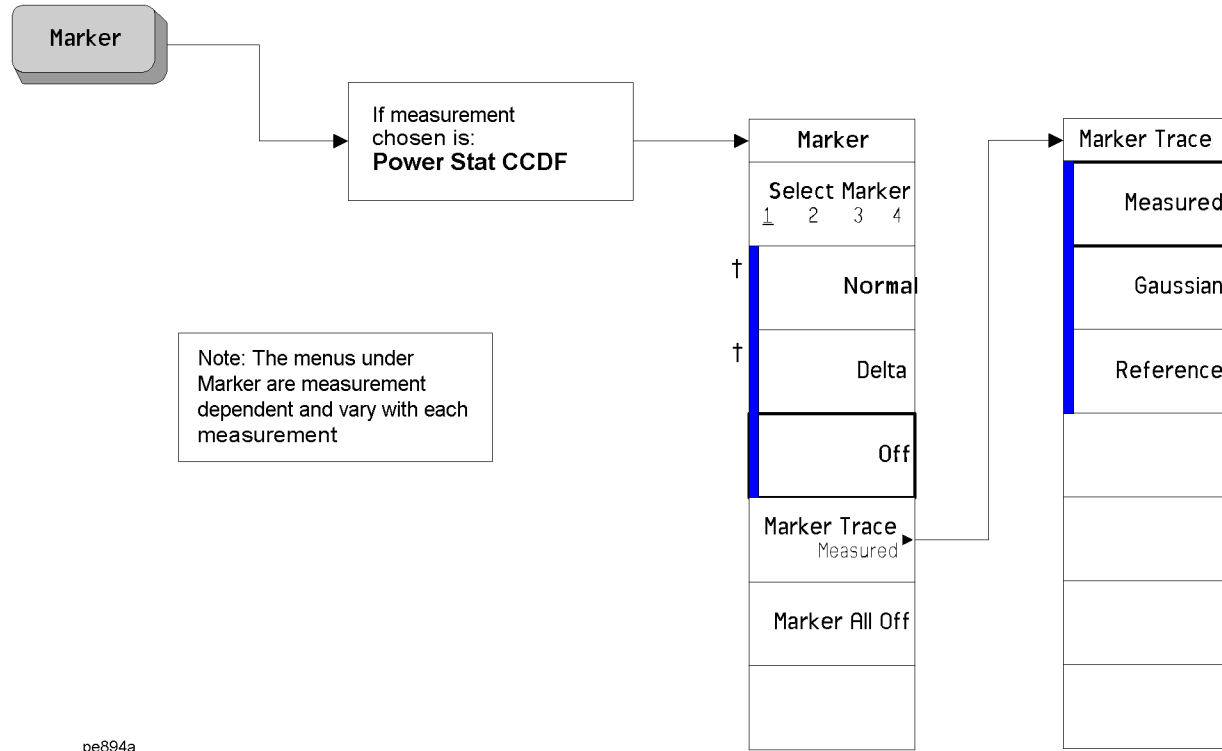 Marker
If measurement
chosen is:
Power Stat CCDF
Note: The menus under
Marker are measurement
dependent and vary with each
measurement
Marker
Select Marker
1 2 3 4
† Normal
† Delta
Off
Marker Trace
Measured
Marker All Off
Marker Trace
Measured
Gaussian
Reference
pe894a